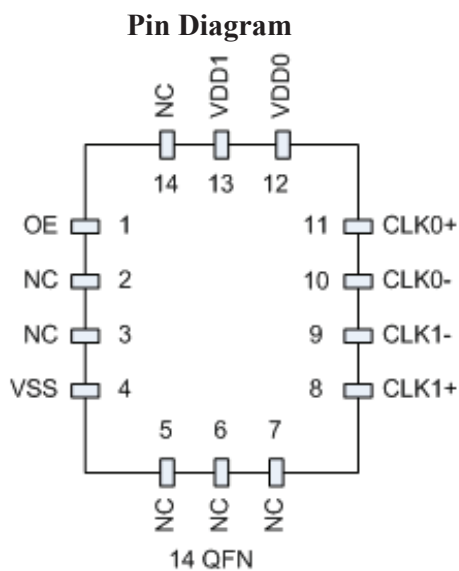 Pin Diagram
NC VDD1 VDD0
14 13 12
OE 1 11 CLK0+
NC 2 10 CLK0-
NC 3 9 CLK1-
VSS 4 8 CLK1+
5 6 7
NC NC NC
14 QFN